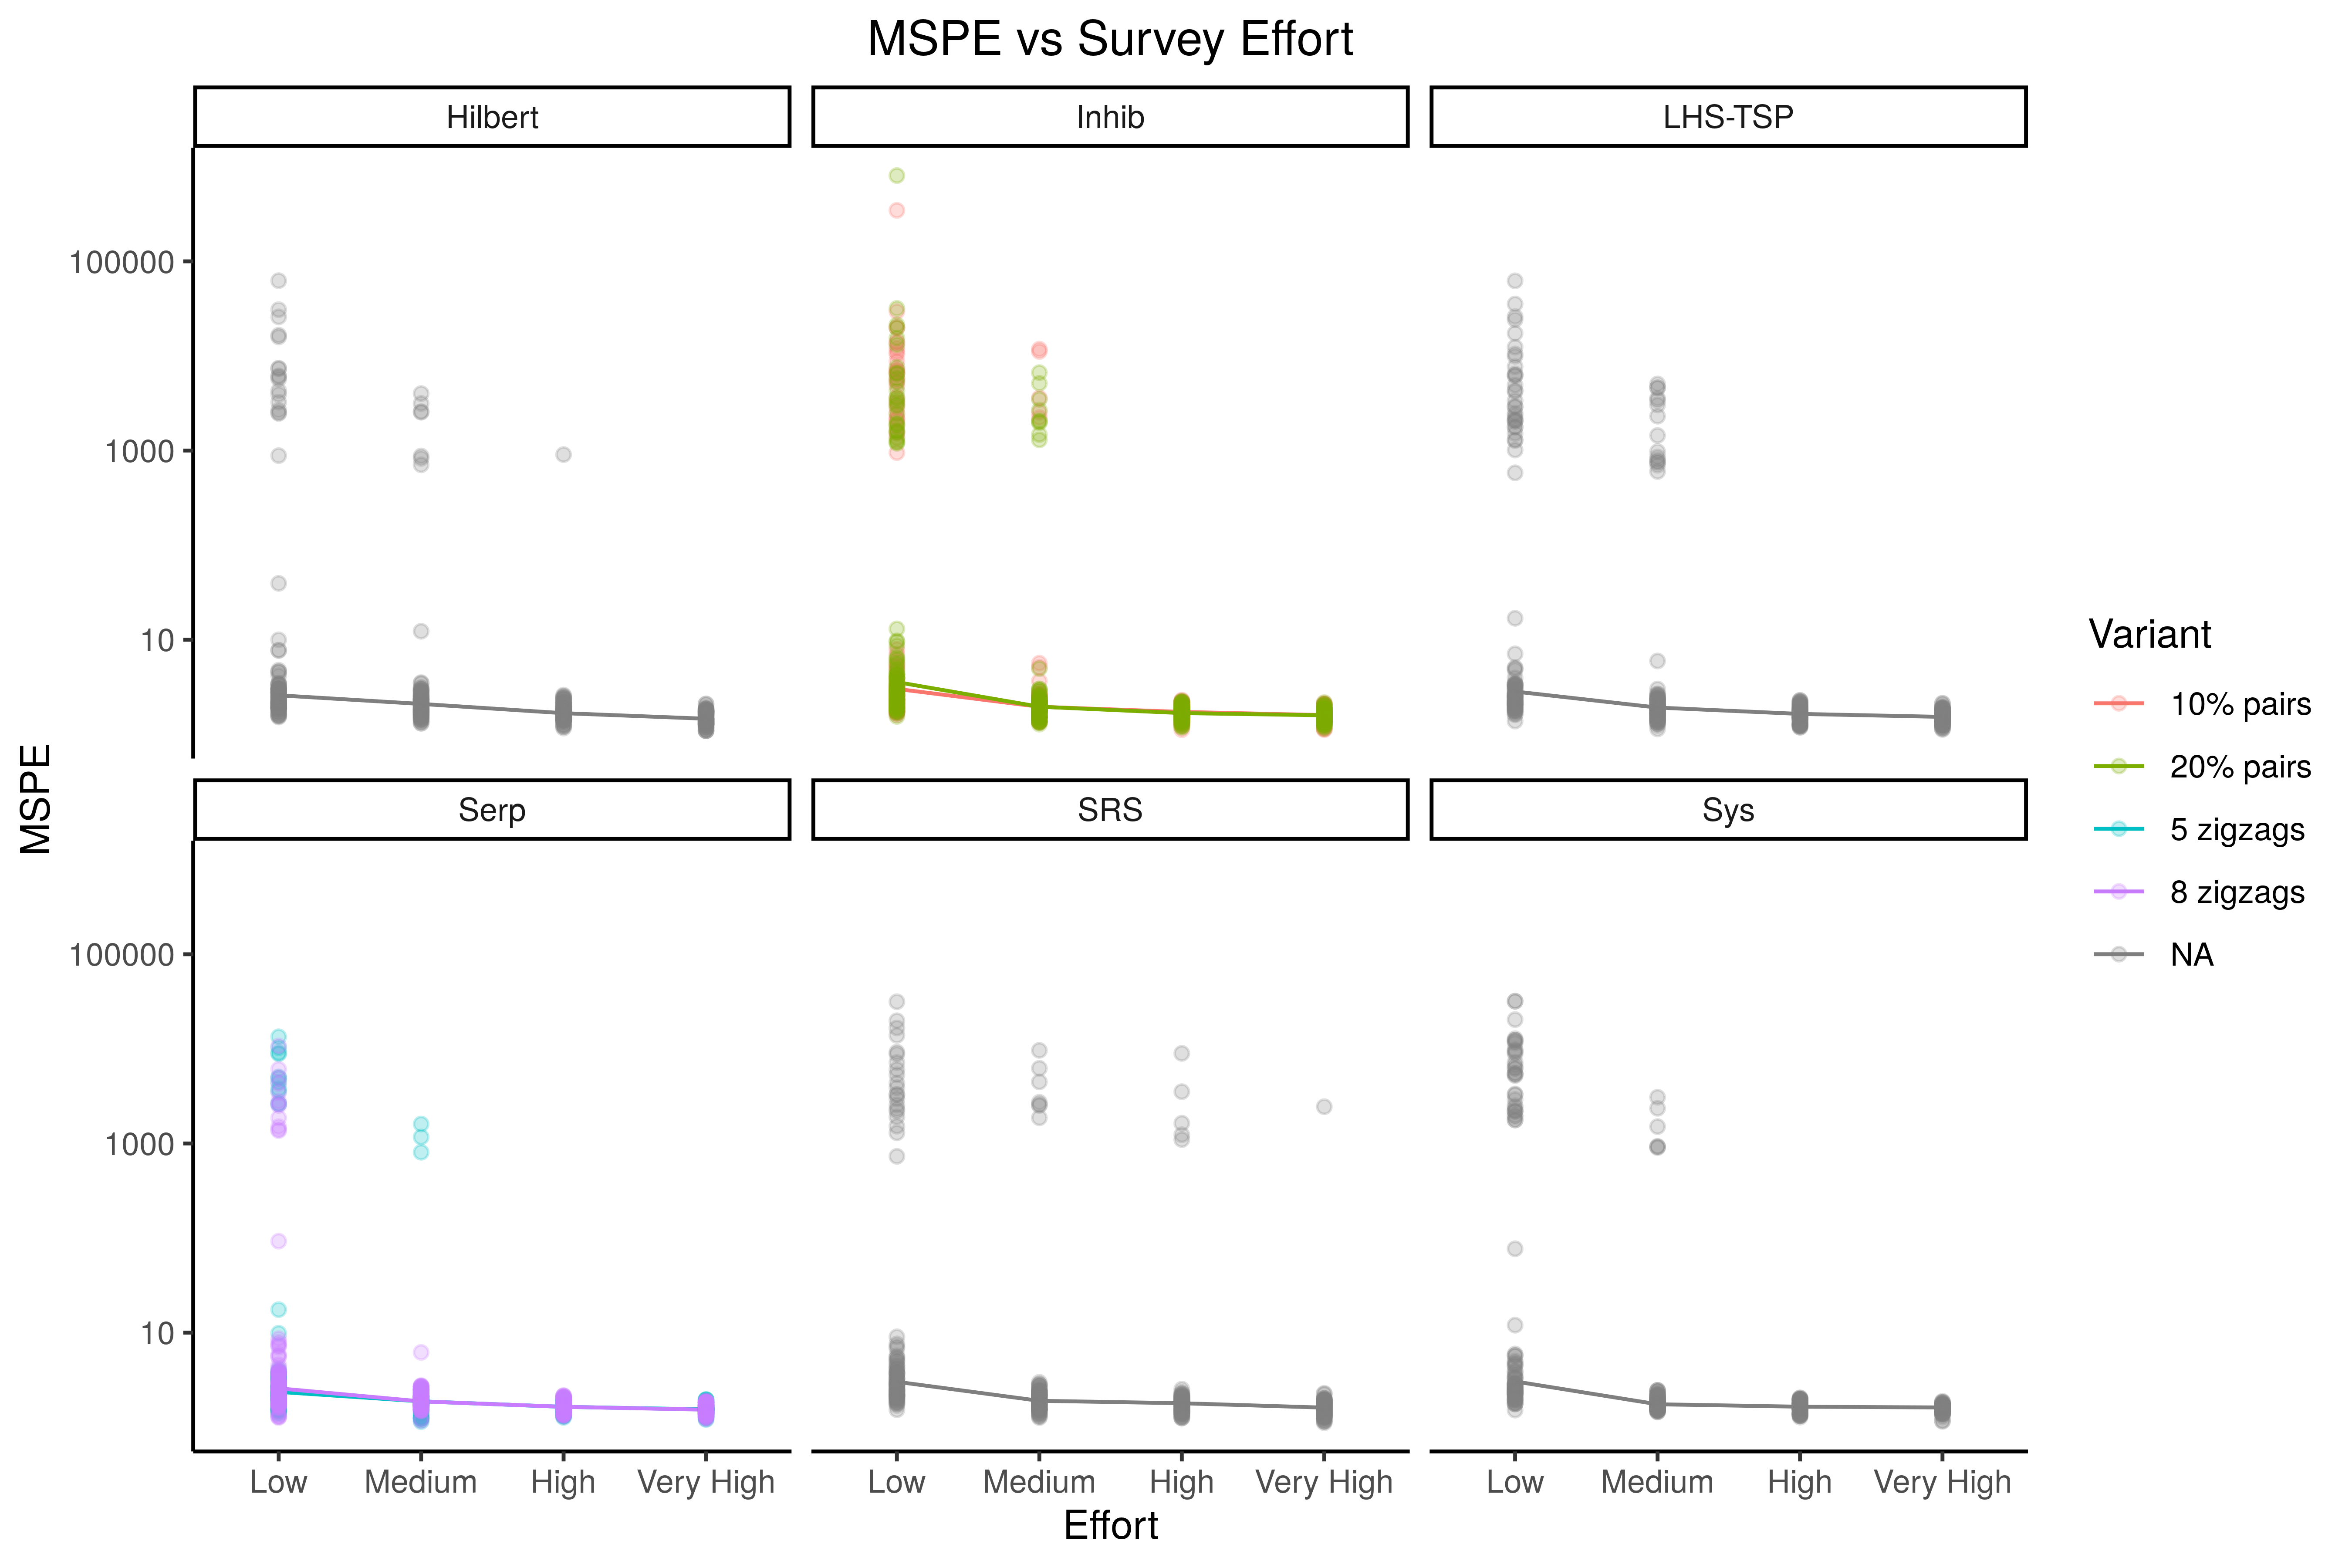 MSPE vs Survey Effort
Hilbert
Inhib
LHS-TSP
100000
1000
10
Serp
SRS
Sys
100000
1000
10
MSPE
Low
Medium
High
Very High
Low
Medium
High
Very High
Low
Medium
High
Very High
Effort
Variant
10% pairs
20% pairs
5 zigzags
8 zigzags
NA